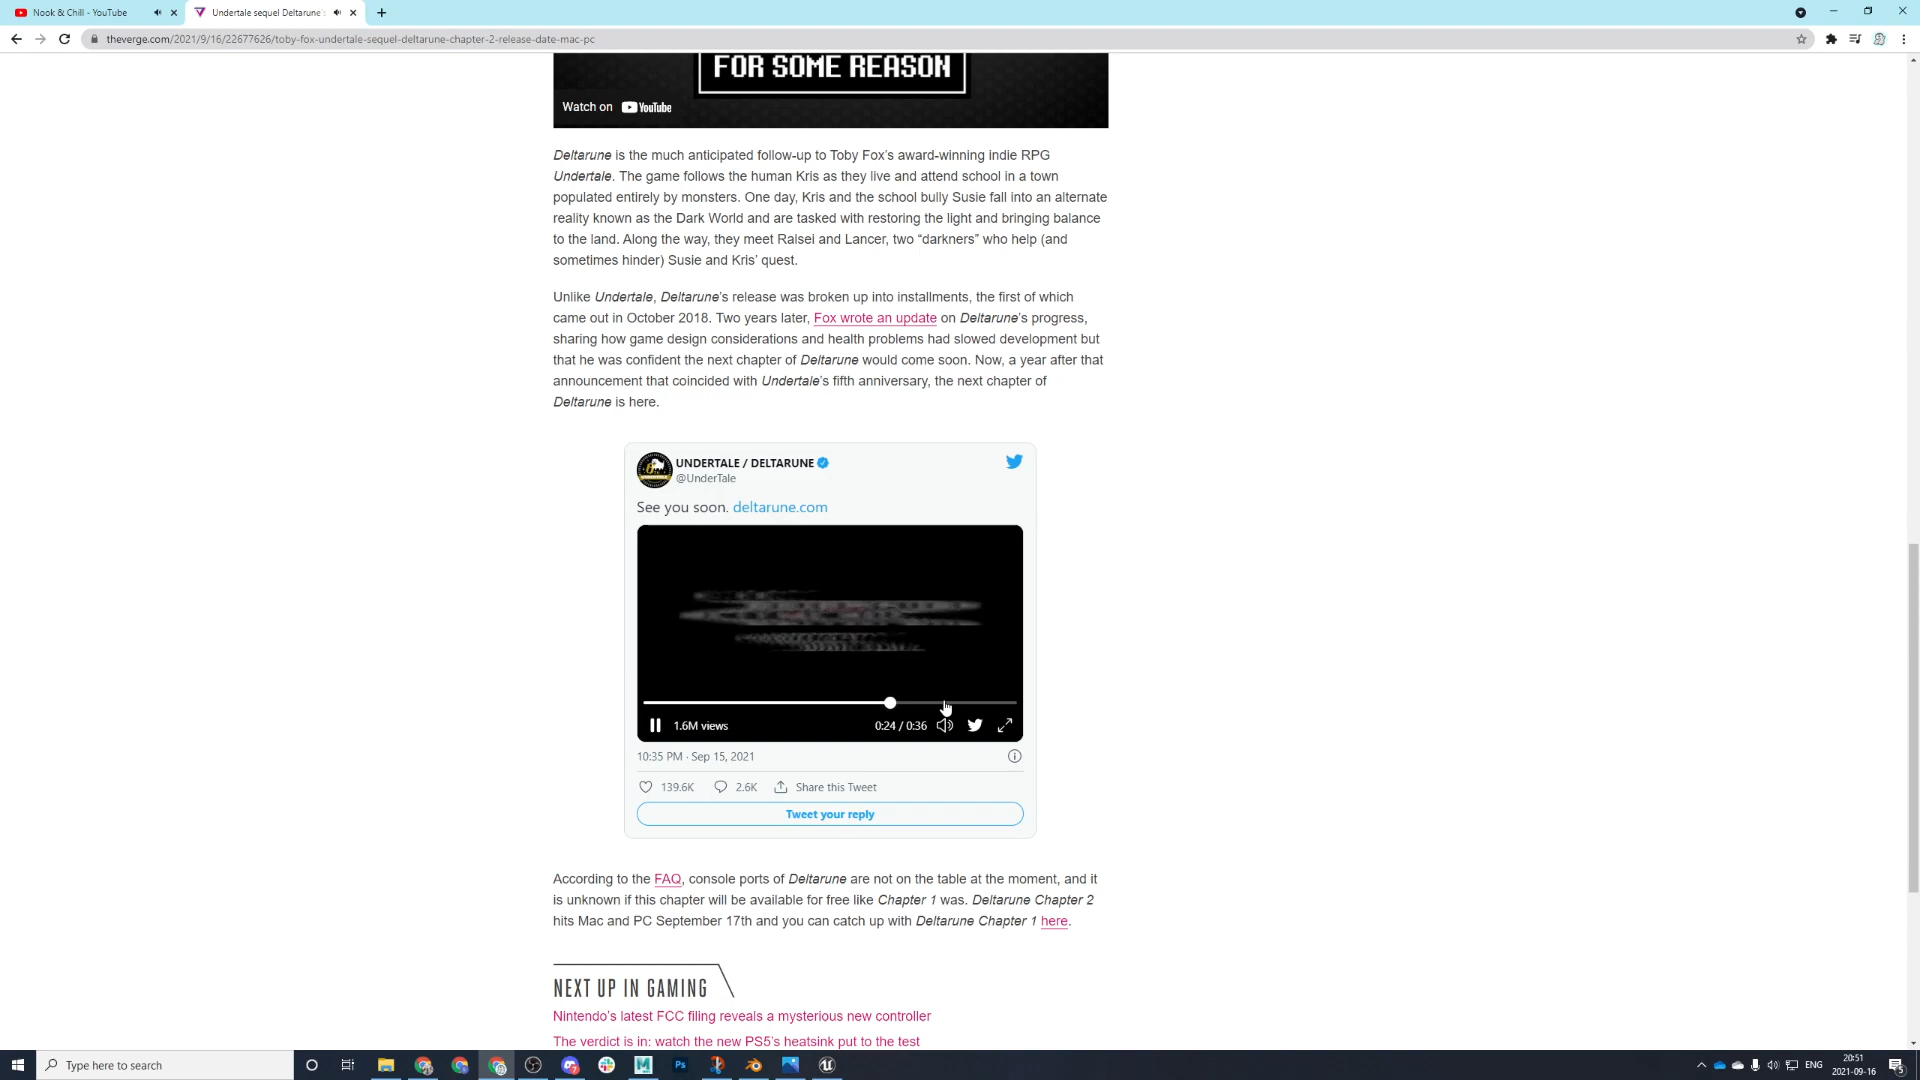 Nook & Chill - YouTube
Undertale sequel Deltarune's
theverge.com/2021/9/16/22677626/toby-fox-undertale-sequel-deltarune-chapter-2-release-date-mac-pc
FOR SOME REASON
Watch on YouTube
Deltarune is the much anticipated follow-up to Toby Fox’s award-winning indie RPG
Undertale. The game follows the human Kris as they live and attend school in a town
populated entirely by monsters. One day, Kris and the school bully Susie fall into an alternate
reality known as the Dark World and are tasked with restoring the light and bringing balance
to the land. Along the way, they meet Ralsei and Lancer, two “darkners” who help (and
sometimes hinder) Susie and Kris’ quest.
Unlike Undertale, Deltarune’s release was broken up into installments, the first of which
came out in October 2018. Two years later, Fox wrote an update on Deltarune’s progress,
sharing how game design considerations and health problems had slowed development but
that he was confident the next chapter of Deltarune would come soon. Now, a year after that
announcement that coincided with Undertale’s fifth anniversary, the next chapter of
Deltarune is here.
UNDERTALE / DELTARUNE
@UnderTale
See you soon. deltarune.com
1.6M views
0:24 / 0:36
10:35 PM · Sep 15, 2021
139.6K
2.6K
Share this Tweet
Tweet your reply
According to the FAQ, console ports of Deltarune are not on the table at the moment, and it
is unknown if this chapter will be available for free like Chapter 1 was. Deltarune Chapter 2
hits Mac and PC September 17th and you can catch up with Deltarune Chapter 1 here.
NEXT UP IN GAMING
Nintendo’s latest FCC filing reveals a mysterious new controller
The verdict is in: watch the new PS5’s heatsink put to the test
Type here to search
Ps
ENG
20:51
2021-09-16
5